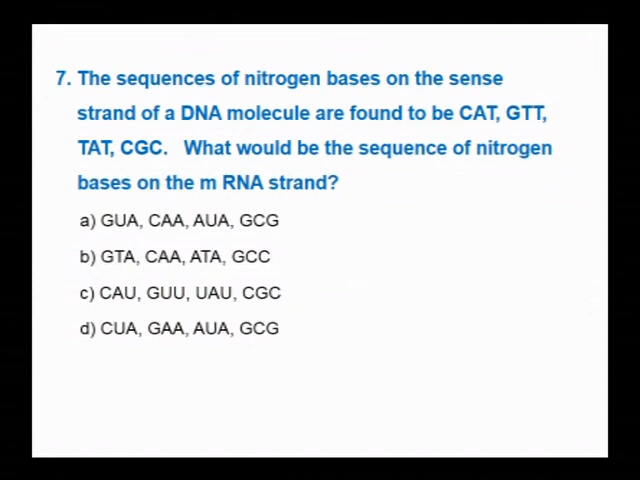 7. The sequences of nitrogen bases on the sense
strand of a DNA molecule are found to be CAT, GTT,
TAT, CGC. What would be the sequence of nitrogen
bases on the m RNA strand?
a) GUA, CAA, AUA, GCG
b) GTA, CAA, ATA, GCC
c) CAU, GUU, UAU, CGC
d) CUA, GAA, AUA, GCG